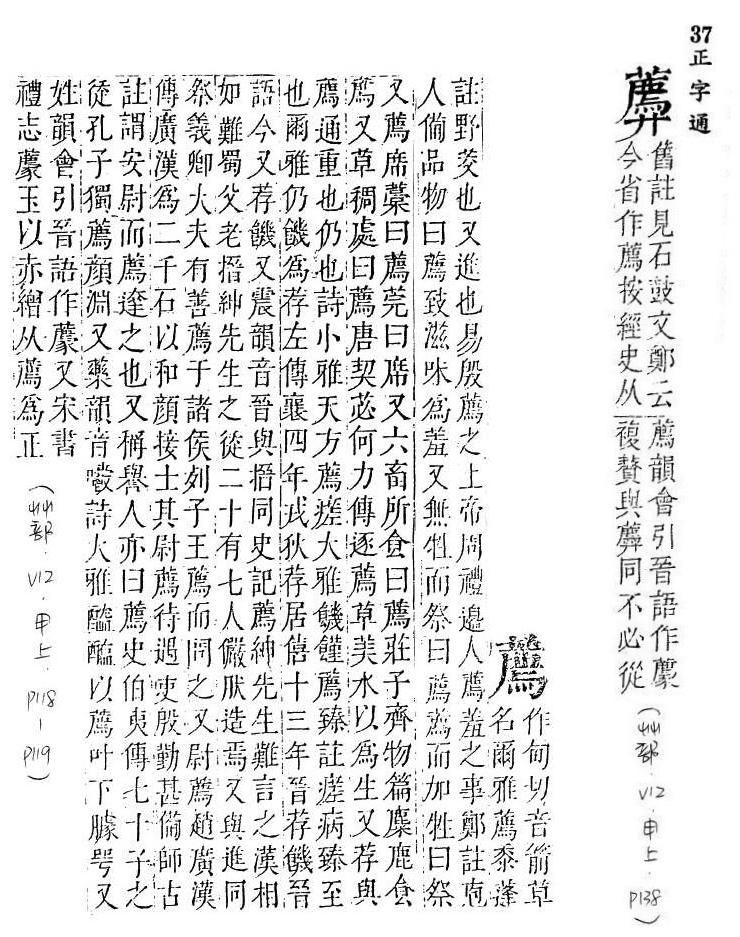 37正字通
舊註見石鼓文鄭云薦韻會引晉語作
今省作薦按經史从複贅與同不必從
(艸部.V12.申上.P138)
薦
作甸切音箭草
名爾雅薦黍蓬
註野茭也又進也易殷薦之上帝周禮籩人薦羞之事鄭註庖
人備品物曰薦致滋味爲羞又無牲而祭曰薦薦而加牲曰祭
又薦席藁曰薦莞曰席又六畜所食曰薦莊子齊物篇麋鹿食
薦又草稠處曰薦唐契苾何力傳逐薦草美水以爲生又荐與
薦通重也仍也詩小雅天方薦瘥大雅饑饉薦臻註瘥病臻至
也爾雅仍饑爲荐左傳襄四年戎狄荐居僖十三年晉荐饑晉
語今又荐饑又震韻音晉與搢同史記薦紳先生難言之漢相
如難蜀父老搢紳先生之徒二十有七人儼肰造焉又與進同
祭義卿大夫有善薦于諸侯列子王薦而問之又尉薦趙廣漢
傳廣漢爲二千石以和顔接士其尉薦待遇吏殷勤甚備師古
註謂安尉而薦達之也又稱舉人亦曰薦史伯夷傳七十子之
從孔子獨薦顔淵又藥韻音嚼詩大雅醓醢以薦叶下臄咢又
姓韻會引晉語作又宋書
禮志玉以赤繒从薦爲正
(艸部.V12.申上.P118-P119)